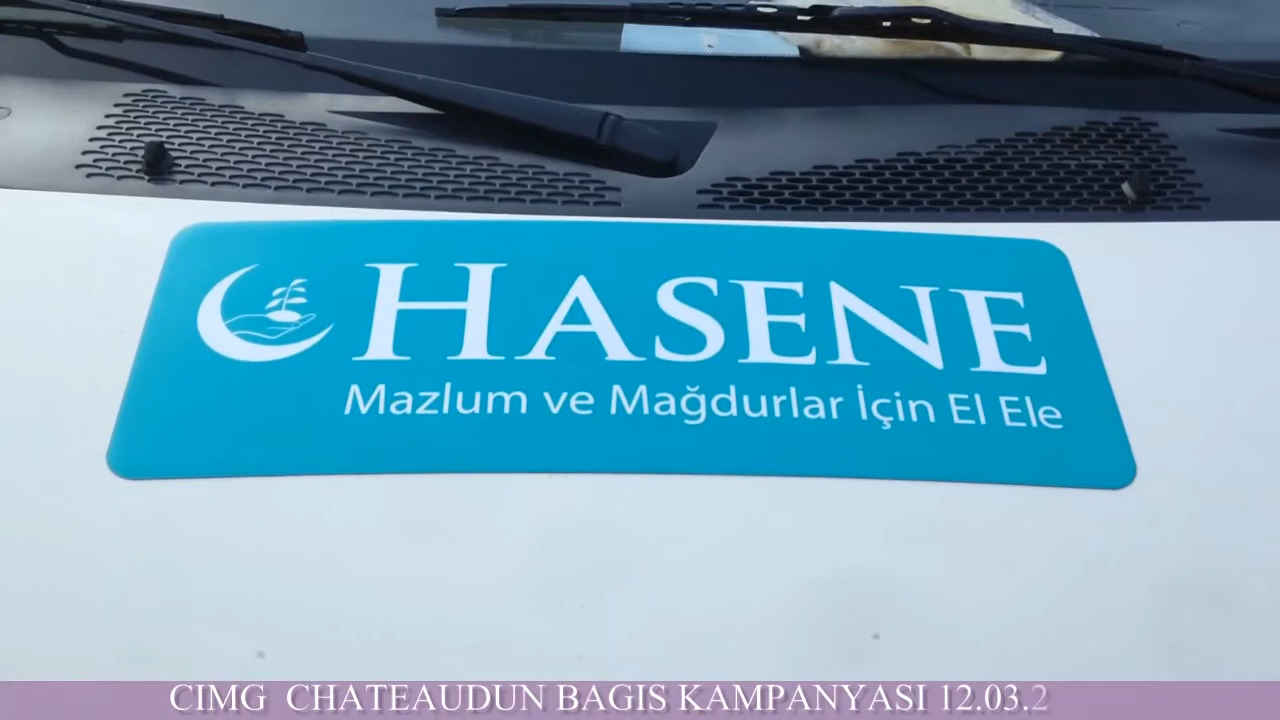 HASENE
Mazlum ve Mağdurlar İçin El Ele
CIMG CHATEAUDUN BAGIS KAMPANYASI 12.03.2